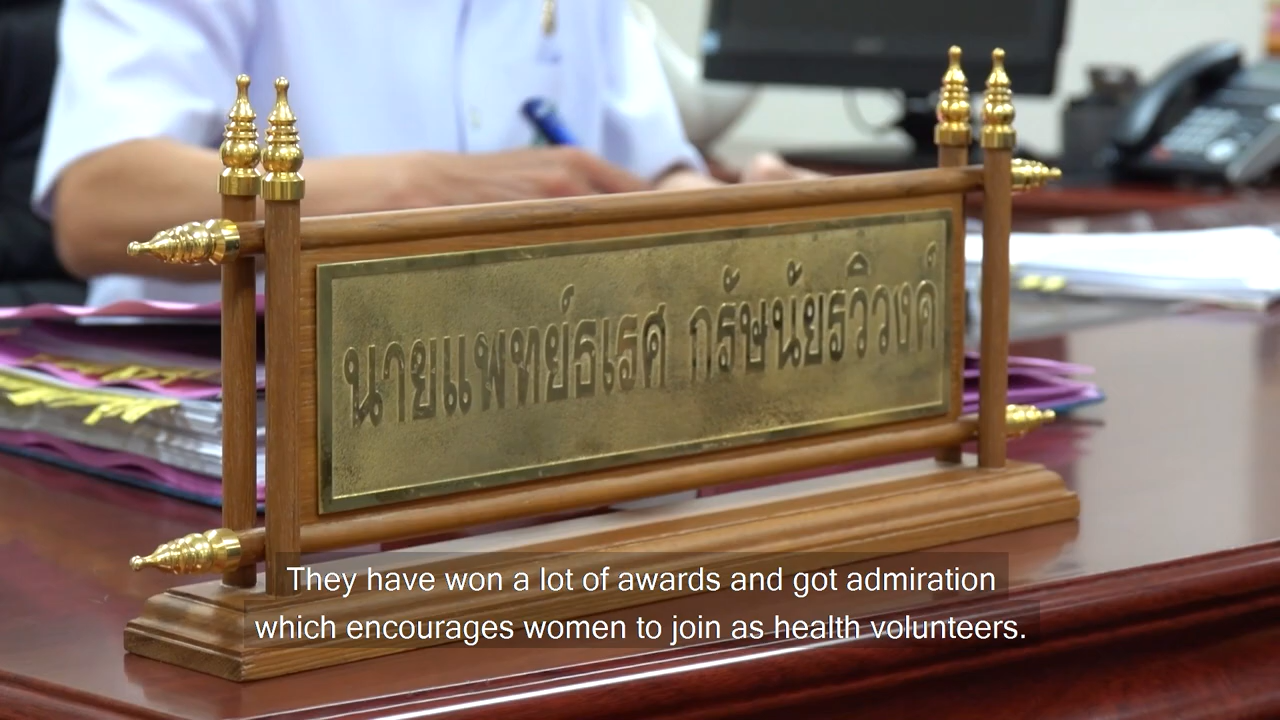 นายแพทย์ธเรศ กรัษนัยรวิวงค์
They have won a lot of awards and got admiration
which encourages women to join as health volunteers.